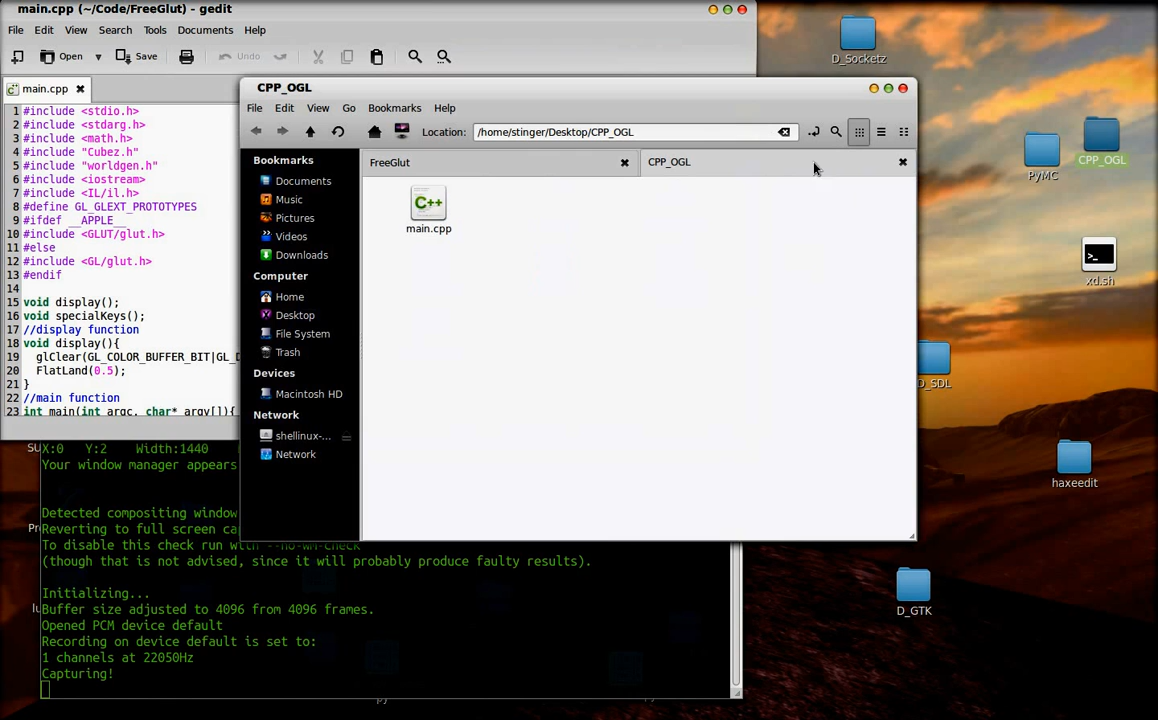 main.cpp (~/Code/FreeGlut) - gedit
File Edit View Search Tools Documents Help
Open Save Undo
main.cpp
1 #include <stdio.h>
2 #include <stdarg.h>
3 #include <math.h>
4 #include "Cubez.h"
5 #include "worldgen.h"
6 #include <iostream>
7 #include <IL/il.h>
8 #define GL_GLEXT_PROTOTYPES
9 #ifdef __APPLE__
10 #include <GLUT/glut.h>
11 #else
12 #include <GL/glut.h>
13 #endif
14
15 void display();
16 void specialKeys();
17 //display function
18 void display(){
19 glClear(GL_COLOR_BUFFER_BIT|GL_D
20 FlatLand(0.5);
21 }
22 //main function
23 int main(int argc, char* argv[]){
CPP_OGL
File Edit View Go Bookmarks Help
Location: /home/stinger/Desktop/CPP_OGL
Bookmarks
Documents
Music
Pictures
Videos
Downloads
Computer
Home
Desktop
File System
Trash
Devices
Macintosh HD
Network
shellinux-...
Network
FreeGlut
CPP_OGL
C++
main.cpp
X:0 Y:2 Width:1440
Your window manager appears
Detected compositing window
Reverting to full screen ca
To disable this check run with --no-wm-check
(though that is not advised, since it will probably produce faulty results).
Initializing...
Buffer size adjusted to 4096 from 4096 frames.
Opened PCM device default
Recording on device default is set to:
1 channels at 22050Hz
Capturing!
D_Socketz
PyMC
CPP_OGL
>_
xd.sh
D_SDL
haxeedit
D_GTK